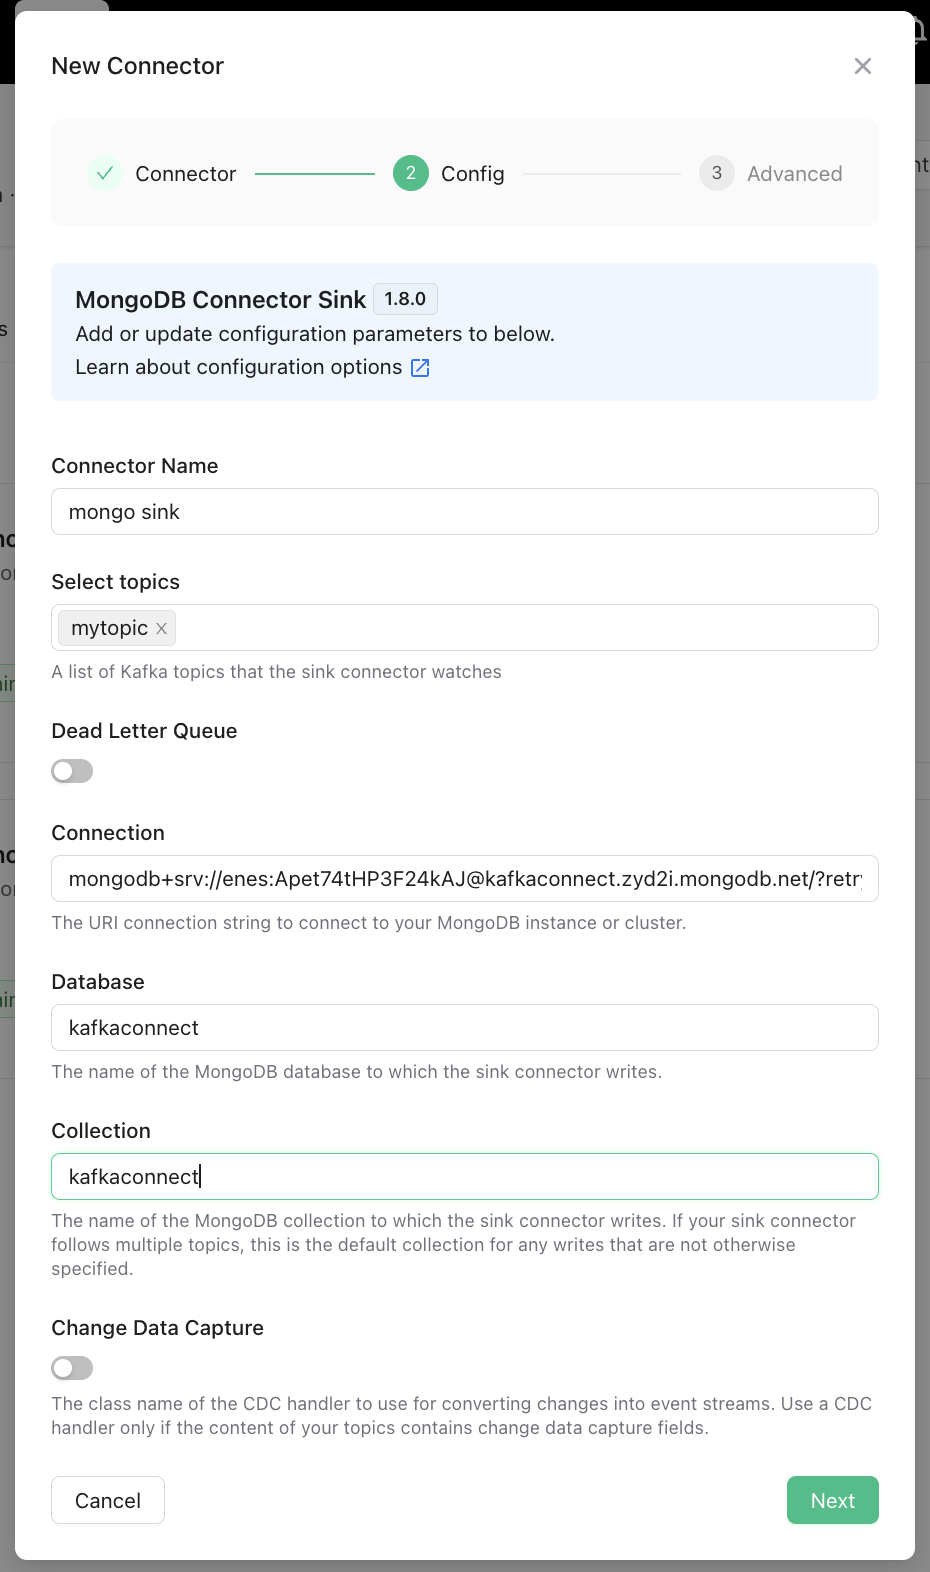 New Connector
Connector
2
Config
3
Advanced
MongoDB Connector Sink 1.8.0
Add or update configuration parameters to below.
Learn about configuration options
Connector Name
mongo sink
Select topics
mytopic
A list of Kafka topics that the sink connector watches
Dead Letter Queue
Connection
mongodb+srv://enes:Apet74tHP3F24kAJ@kafkaconnect.zyd2i.mongodb.net/?retry
The URI connection string to connect to your MongoDB instance or cluster.
Database
kafkaconnect
The name of the MongoDB database to which the sink connector writes.
Collection
kafkaconnect
The name of the MongoDB collection to which the sink connector writes. If your sink connector
follows multiple topics, this is the default collection for any writes that are not otherwise
specified.
Change Data Capture
The class name of the CDC handler to use for converting changes into event streams. Use a CDC
handler only if the content of your topics contains change data capture fields.
Cancel
Next